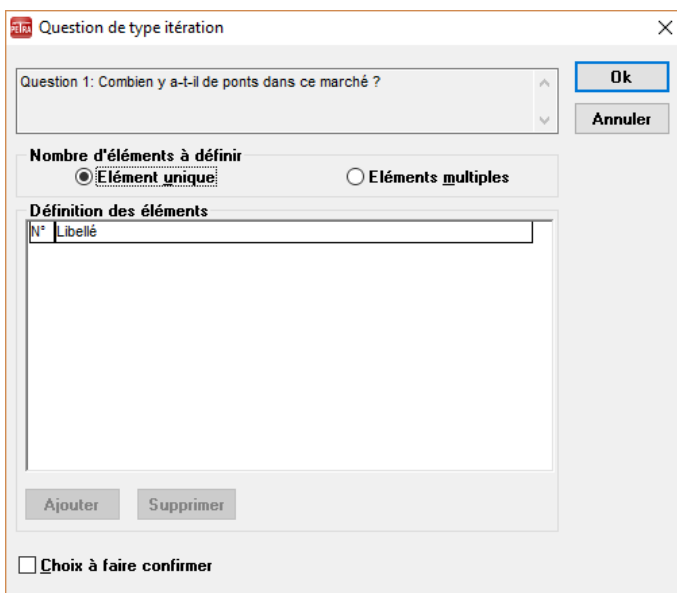 PETRA Question de type itération
Question 1: Combien y a-t-il de ponts dans ce marché ?
Ok
Annuler
Nombre d'éléments à définir
Elément unique Eléments multiples
Définition des éléments
N° Libellé
Ajouter Supprimer
Choix à faire confirmer